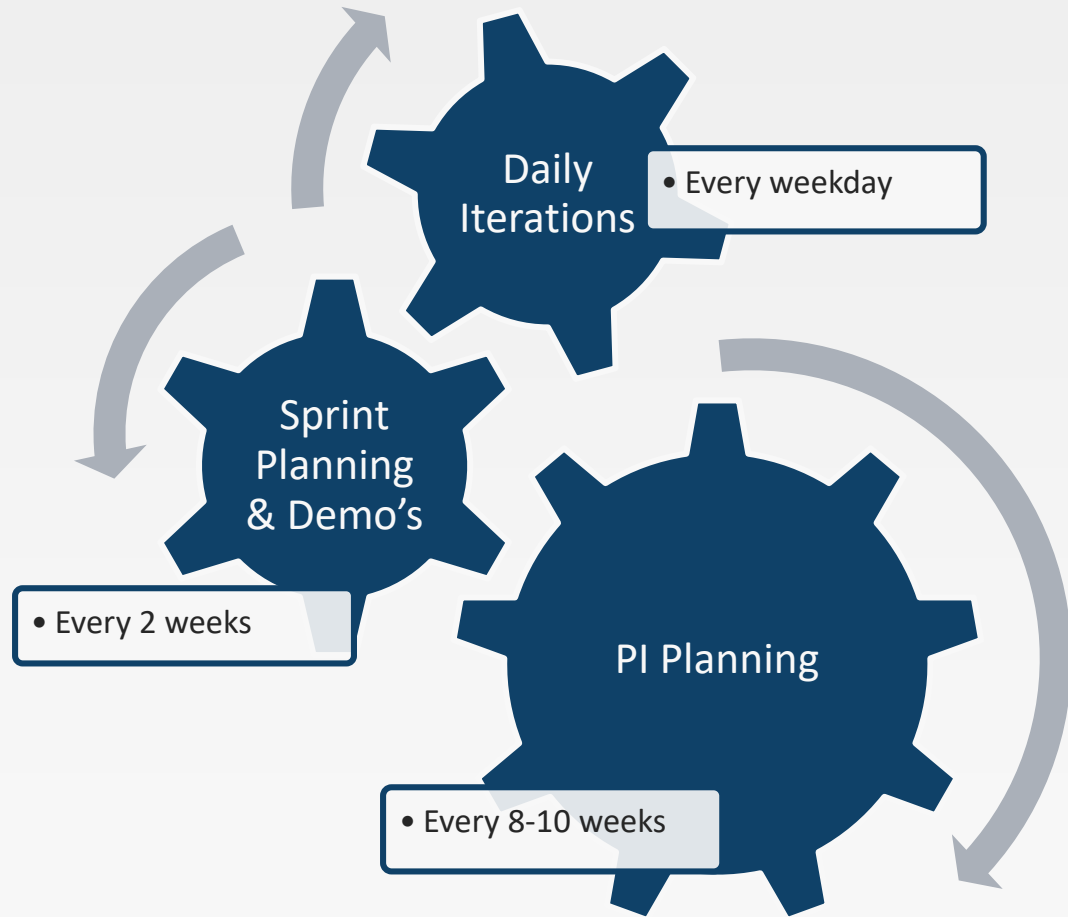 Daily
Iterations
• Every weekday
Sprint
Planning
& Demo’s
• Every 2 weeks
PI Planning
• Every 8-10 weeks